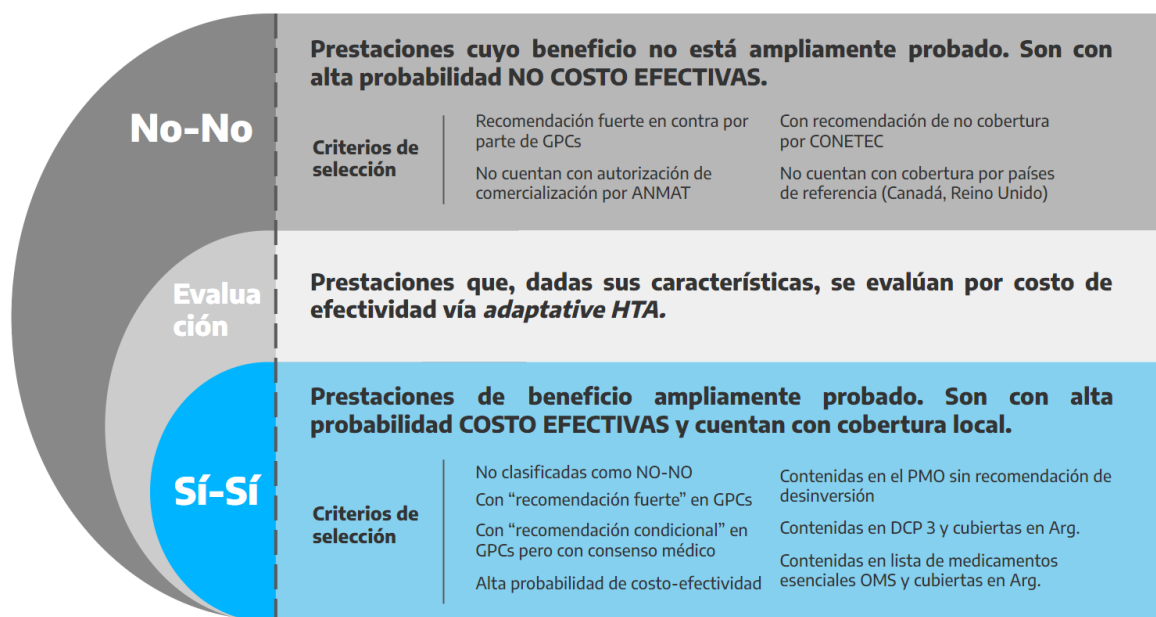 No-No
Prestaciones cuyo beneficio no está ampliamente probado. Son con
alta probabilidad NO COSTO EFECTIVAS.
Criterios de
selección
Recomendación fuerte en contra por
parte de GPCs
No cuentan con autorización de
comercialización por ANMAT
Con recomendación de no cobertura
por CONETEC
No cuentan con cobertura por países
de referencia (Canadá, Reino Unido)
Evalua
ción
Prestaciones que, dadas sus características, se evalúan por costo de
efectividad vía adaptative HTA.
Sí-Sí
Prestaciones de beneficio ampliamente probado. Son con alta
probabilidad COSTO EFECTIVAS y cuentan con cobertura local.
Criterios de
selección
No clasificadas como NO-NO
Con “recomendación fuerte” en GPCs
Con “recomendación condicional” en
GPCs pero con consenso médico
Alta probabilidad de costo-efectividad
Contenidas en el PMO sin recomendación de
desinversión
Contenidas en DCP 3 y cubiertas en Arg.
Contenidas en lista de medicamentos
esenciales OMS y cubiertas en Arg.